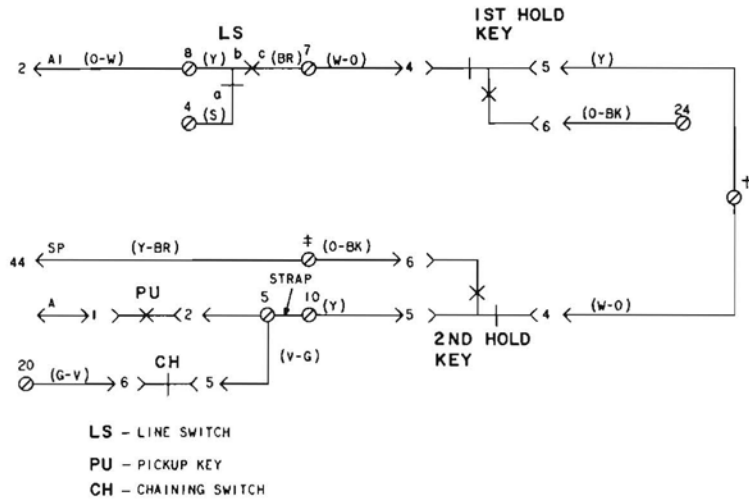 LS
1ST HOLD
KEY
2 A1 (O-W) 8 (Y) b c (BR) 7 (W-O) 4 5 (Y)
a
4 (S)
6 (O-BK) 24
†
44 SP (Y-BR) ‡ (O-BK) 6
STRAP
A 1 PU 2 5 10 (Y) 5 4 (W-O)
2ND HOLD
KEY
(V-G)
20 (G-V) 6 CH 5
LS - LINE SWITCH
PU - PICKUP KEY
CH - CHAINING SWITCH